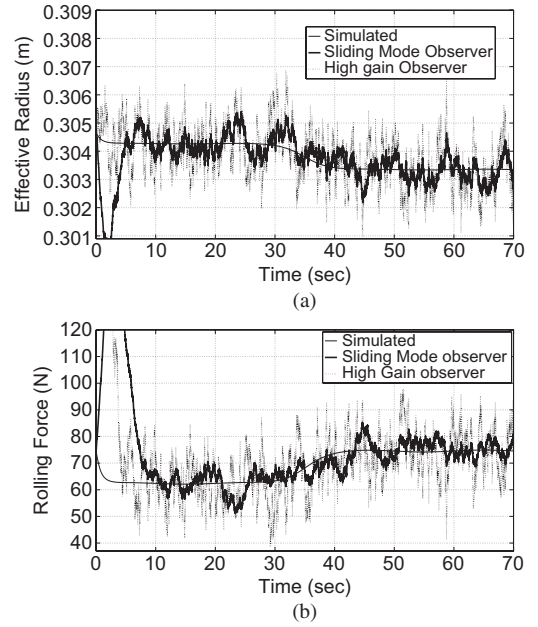 (a)
0.309
0.308
0.307
0.306
0.305
0.304
0.303
0.302
0.301
Effective Radius (m)
Simulated
Sliding Mode Observer
High gain Observer
0 10 20 30 40 50 60 70
Time (sec)
(a)
120
110
100
90
80
70
60
50
40
Rolling Force (N)
Simulated
Sliding Mode observer
High Gain observer
0 10 20 30 40 50 60 70
Time (sec)
(b)